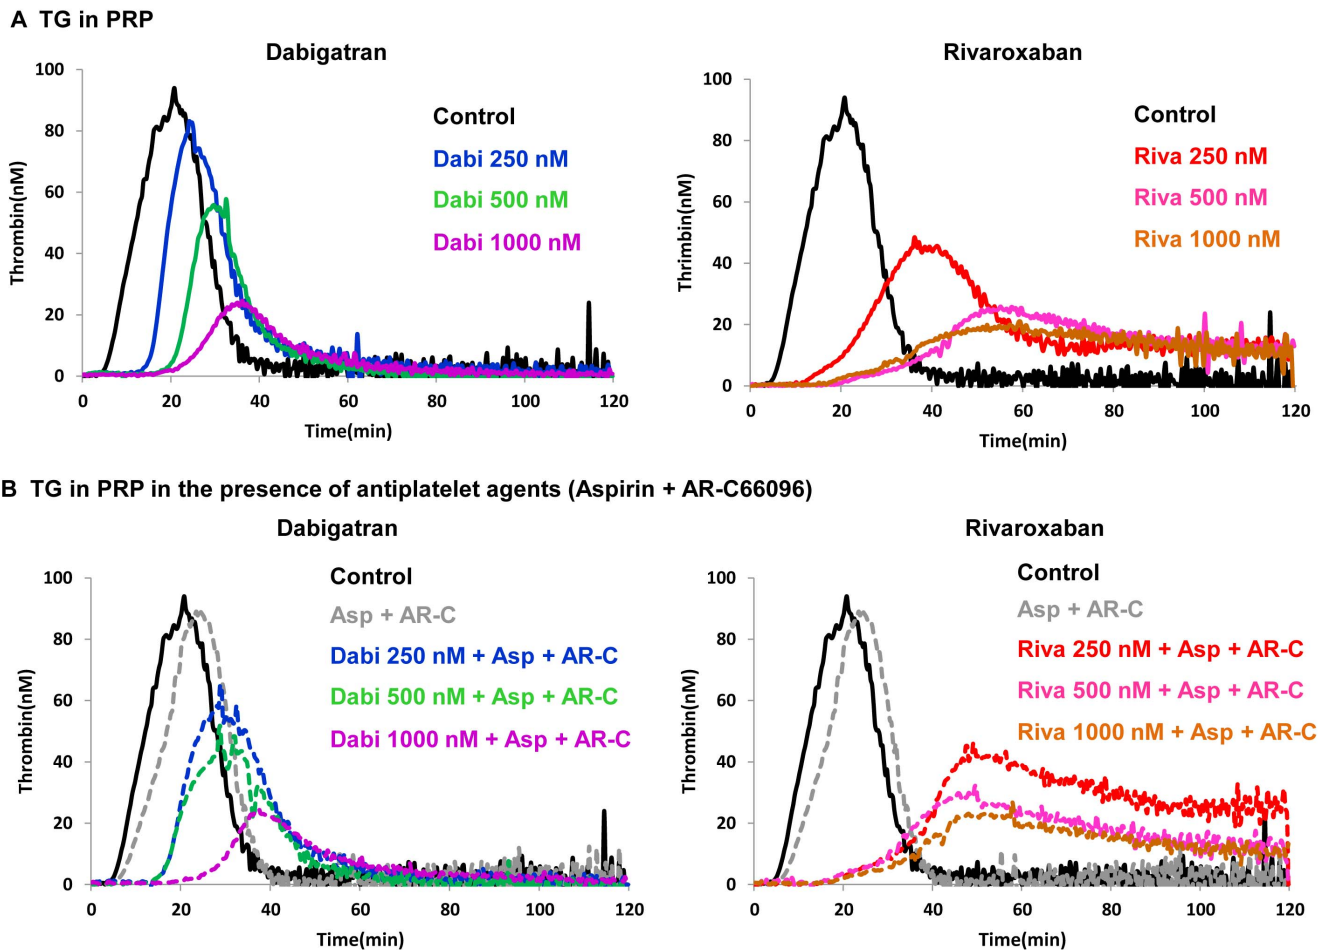 A TG in PRP
Dabigatran
Rivaroxaban
100
80
60
40
20
0
Thrombin(nM)
Control
Dabi 250 nM
Dabi 500 nM
Dabi 1000 nM
0 20 40 60 80 100 120
Time(min)
100
80
60
40
20
0
Thrimbin(nM)
Control
Riva 250 nM
Riva 500 nM
Riva 1000 nM
0 20 40 60 80 100 120
Time(min)
B TG in PRP in the presence of antiplatelet agents (Aspirin + AR-C66096)
Dabigatran
Rivaroxaban
100
80
60
40
20
0
Thrombin(nM)
Control
Asp + AR-C
Dabi 250 nM + Asp + AR-C
Dabi 500 nM + Asp + AR-C
Dabi 1000 nM + Asp + AR-C
0 20 40 60 80 100 120
Time(min)
100
80
60
40
20
0
Thrombin(nM)
Control
Asp + AR-C
Riva 250 nM + Asp + AR-C
Riva 500 nM + Asp + AR-C
Riva 1000 nM + Asp + AR-C
0 20 40 60 80 100 120
Time(min)